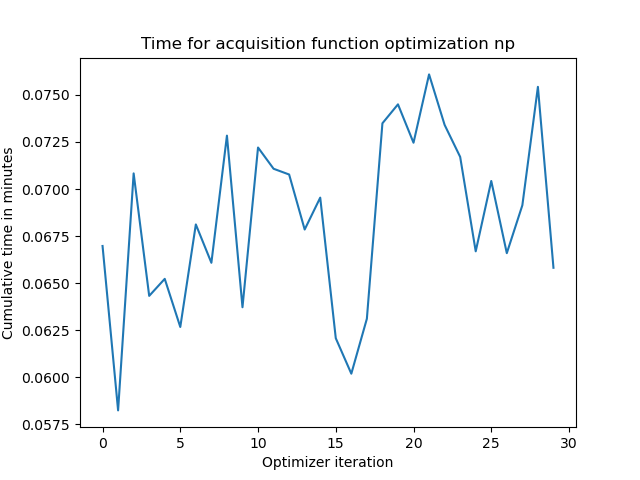 Time for acquisition function optimization np
Cumulative time in minutes
0.0750
0.0725
0.0700
0.0675
0.0650
0.0625
0.0600
0.0575
0 5 10 15 20 25 30
Optimizer iteration